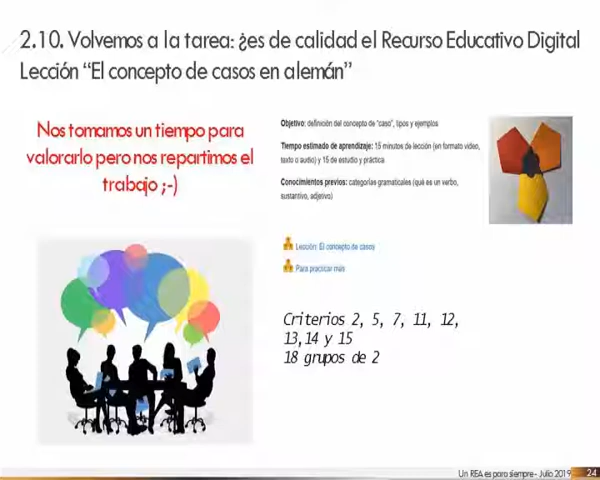 2.10. Volvemos a la tarea: ¿es de calidad el Recurso Educativo Digital
Lección “El concepto de casos en alemán”
Nos tomamos un tiempo para
valorarlo pero nos repartimos el
trabajo ;-)
Objetivo: definición del concepto de "caso", tipos y ejemplos
Tiempo estimado de aprendizaje: 15 minutos de lección (en formato video,
texto o audio) y 15 de estudio y práctica
Conocimientos previos: categorías gramaticales (qué es un verbo,
sustantivo, adjetivo)
Lección: El concepto de casos
Para practicar más
Criterios 2, 5, 7, 11, 12,
13,14 y 15
18 grupos de 2
Un REA es para siempre- Julio 2019
24